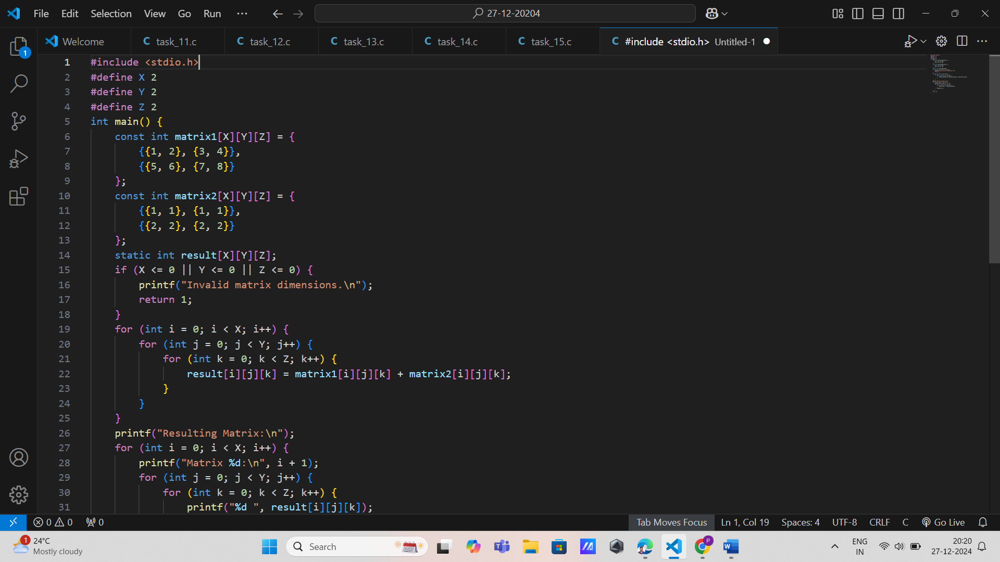 File Edit Selection View Go Run ... 27-12-20204
Welcome task_11.c task_12.c task_13.c task_14.c task_15.c #include <stdio.h> Untitled-1
1 #include <stdio.h>
2 #define X 2
3 #define Y 2
4 #define Z 2
5 int main() {
6 const int matrix1[X][Y][Z] = {
7 {{1, 2}, {3, 4}},
8 {{5, 6}, {7, 8}}
9 };
10 const int matrix2[X][Y][Z] = {
11 {{1, 1}, {1, 1}},
12 {{2, 2}, {2, 2}}
13 };
14 static int result[X][Y][Z];
15 if (X <= 0 || Y <= 0 || Z <= 0) {
16 printf("Invalid matrix dimensions.\n");
17 return 1;
18 }
19 for (int i = 0; i < X; i++) {
20 for (int j = 0; j < Y; j++) {
21 for (int k = 0; k < Z; k++) {
22 result[i][j][k] = matrix1[i][j][k] + matrix2[i][j][k];
23 }
24 }
25 }
26 printf("Resulting Matrix:\n");
27 for (int i = 0; i < X; i++) {
28 printf("Matrix %d:\n", i + 1);
29 for (int j = 0; j < Y; j++) {
30 for (int k = 0; k < Z; k++) {
31 printf("%d ", result[i][j][k]);
0 0 0 Tab Moves Focus Ln 1, Col 19 Spaces: 4 UTF-8 CRLF C Go Live
1 24°C
Mostly cloudy
Search
ENG
IN
20:20
27-12-2024